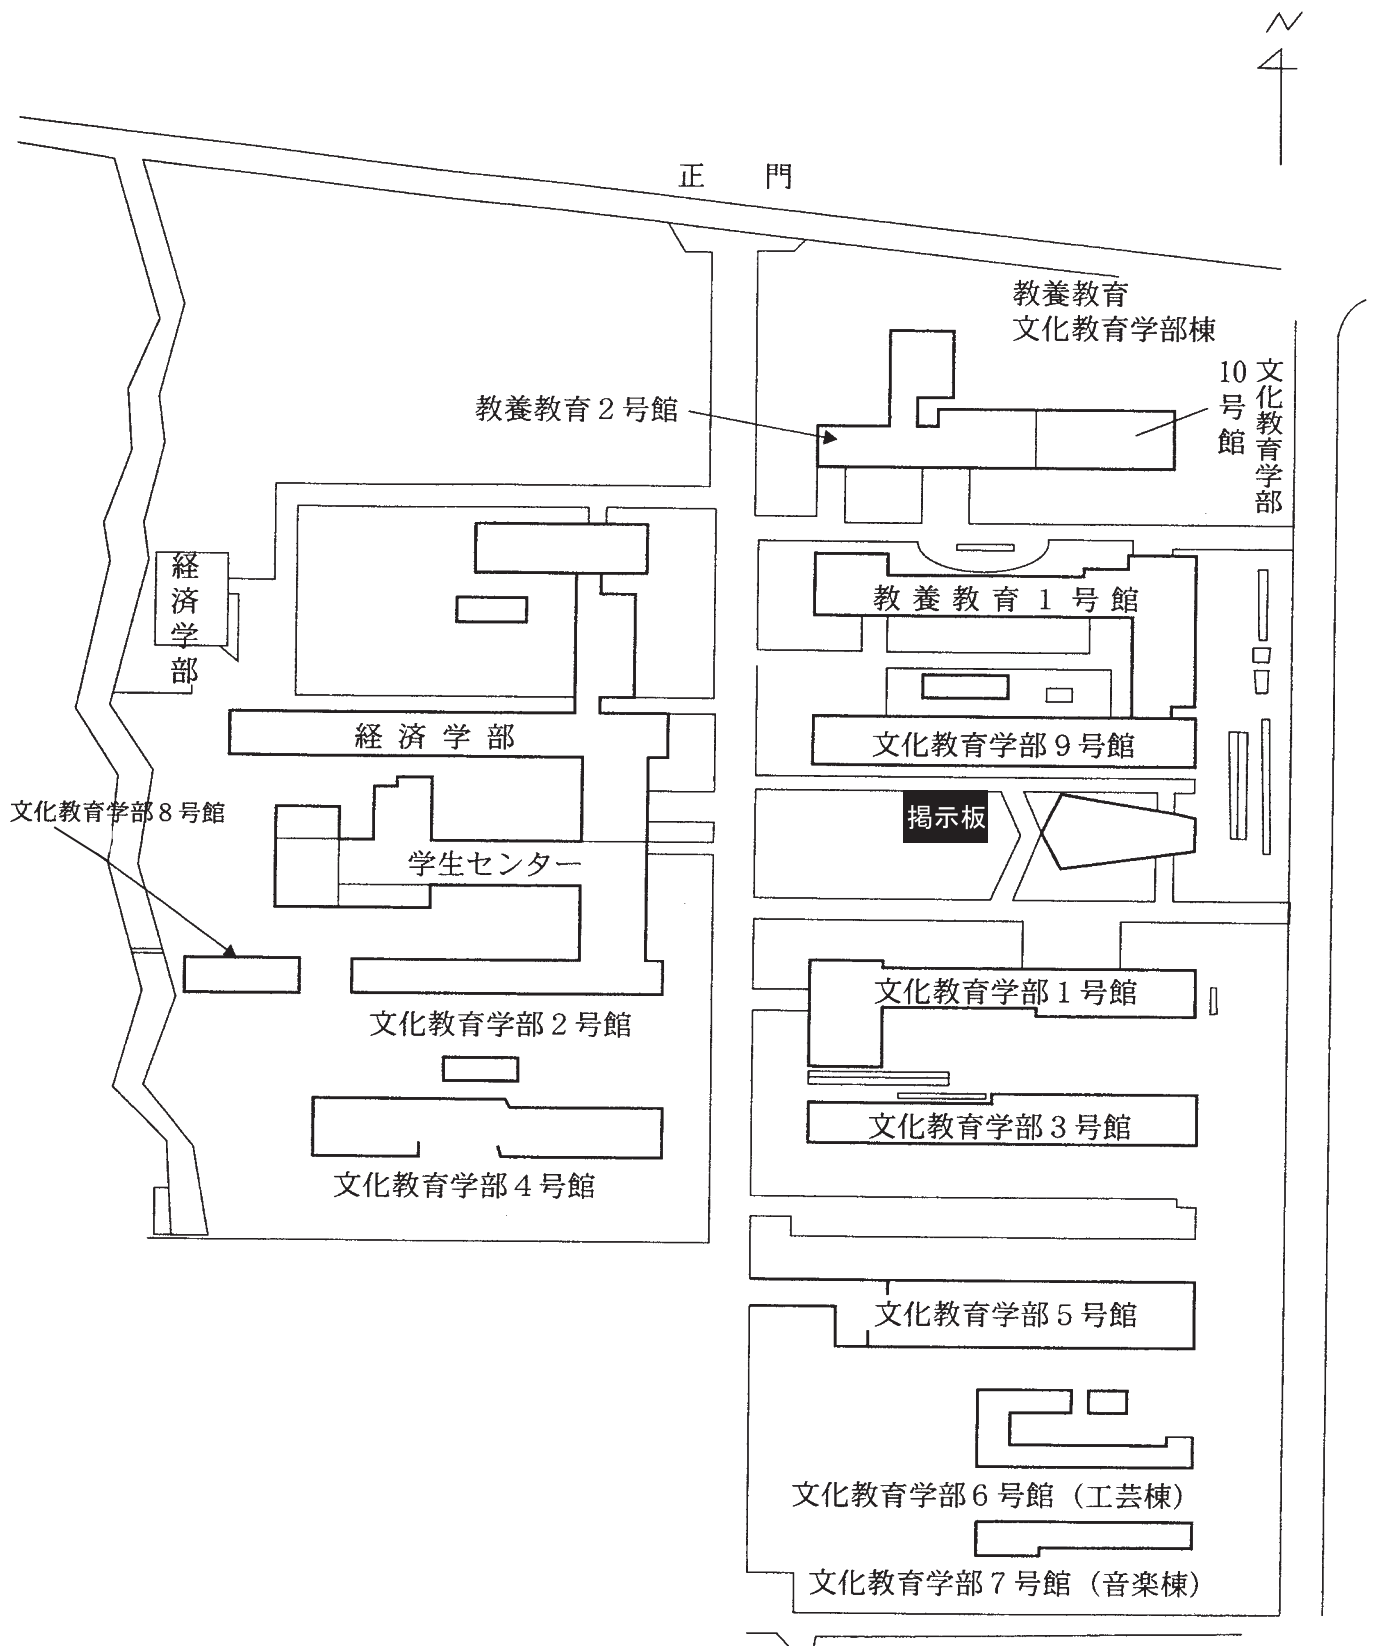 N
正 門
教養教育
文化教育学部棟
文化教育学部
10号館
教養教育２号館
経済学部
教養教育１号館
経済学部
文化教育学部９号館
文化教育学部８号館
掲示板
学生センター
文化教育学部１号館
文化教育学部２号館
文化教育学部３号館
文化教育学部４号館
文化教育学部５号館
文化教育学部６号館（工芸棟）
文化教育学部７号館（音楽棟）